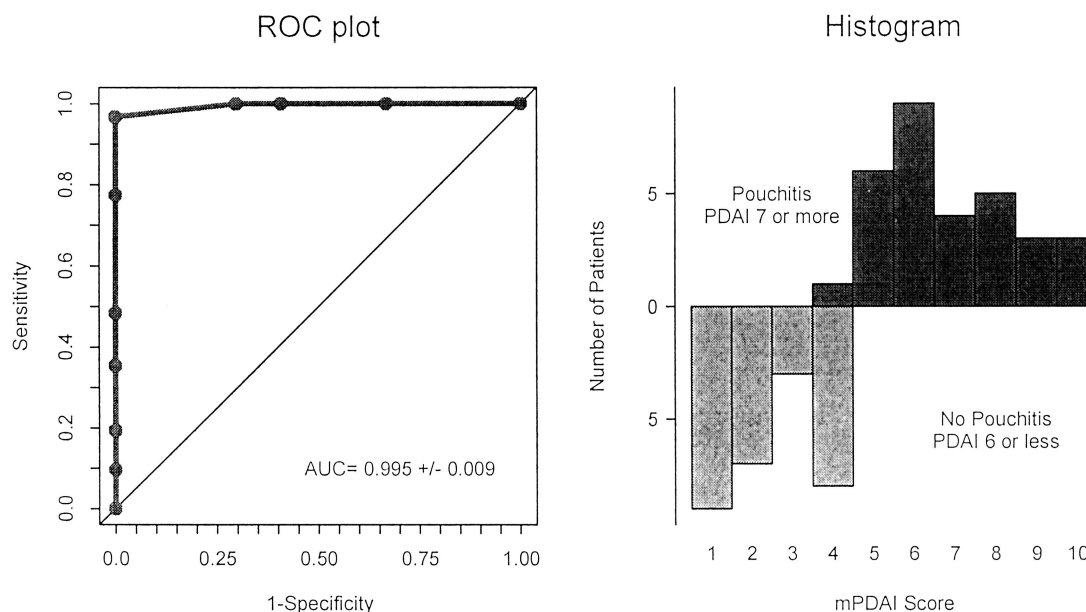 ROC plot
Sensitivity
1.0
0.8
0.6
0.4
0.2
0.0
AUC= 0.995 +/- 0.009
0.0 0.25 0.50 0.75 1.00
1-Specificity
Histogram
Number of Patients
5
0
5
Pouchitis
PDAI 7 or more
No Pouchitis
PDAI 6 or less
1 2 3 4 5 6 7 8 9 10
mPDAI Score